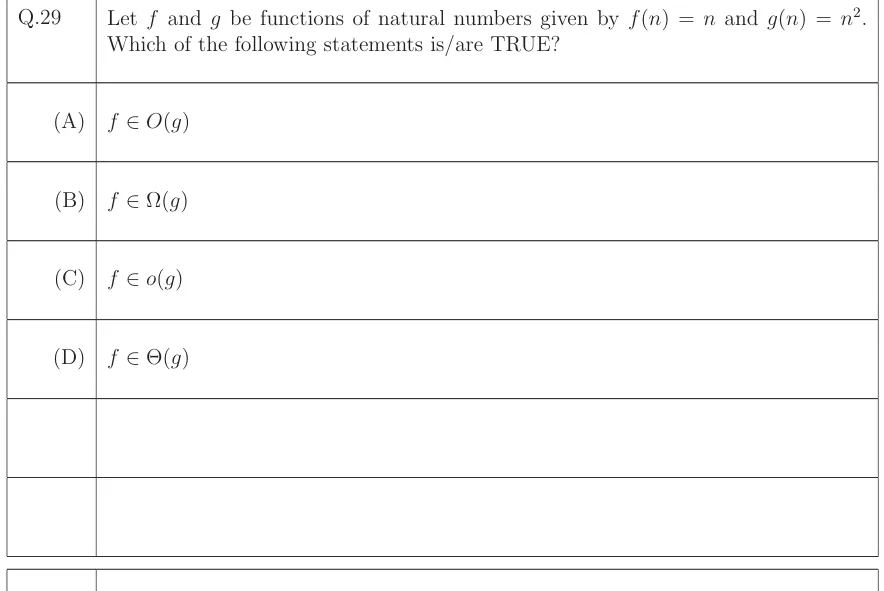 Q.29 Let f and g be functions of natural numbers given by f(n) = n and g(n) = n².
Which of the following statements is/are TRUE?
(A) f ∈ O(g)
(B) f ∈ Ω(g)
(C) f ∈ o(g)
(D) f ∈ Θ(g)